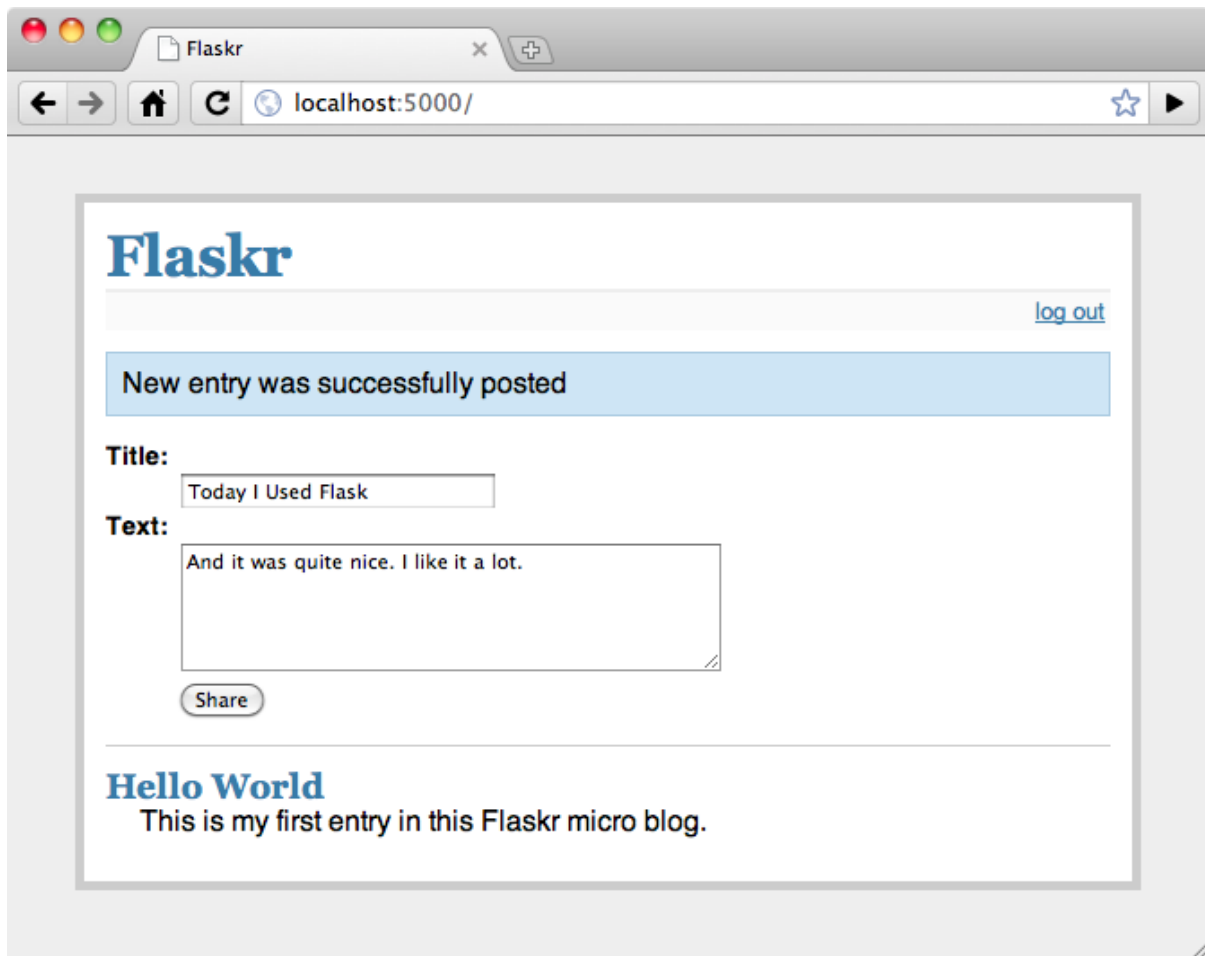 Flaskr
localhost:5000/
Flaskr
log out
New entry was successfully posted
Title:
Today I Used Flask
Text:
And it was quite nice. I like it a lot.
Share
Hello World
This is my first entry in this Flaskr micro blog.